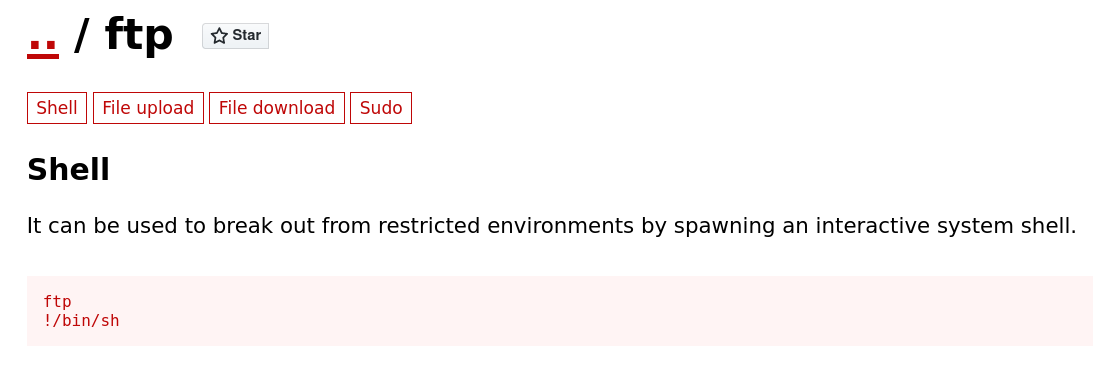 .. / ftp Star
Shell File upload File download Sudo
Shell
It can be used to break out from restricted environments by spawning an interactive system shell.
ftp
!/bin/sh